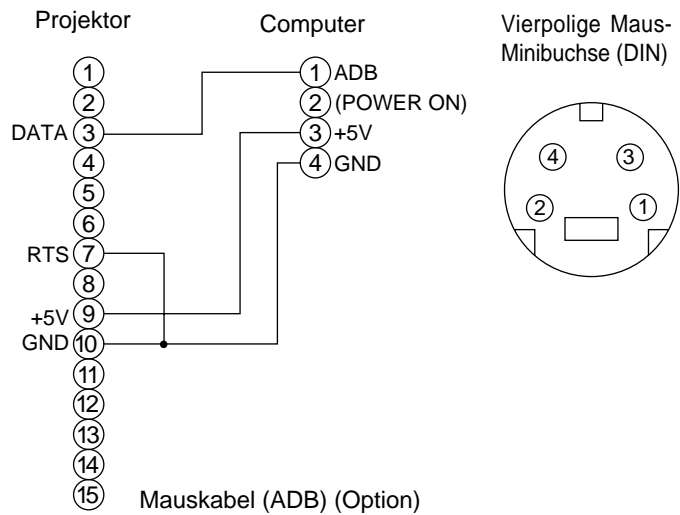 Projektor
Computer
Vierpolige Maus-
Minibuchse (DIN)
1
2
DATA 3
4
5
6
RTS 7
8
+5V 9
GND 10
11
12
13
14
15
1 ADB
2 (POWER ON)
3 +5V
4 GND
4 3
2 1
Mauskabel (ADB) (Option)